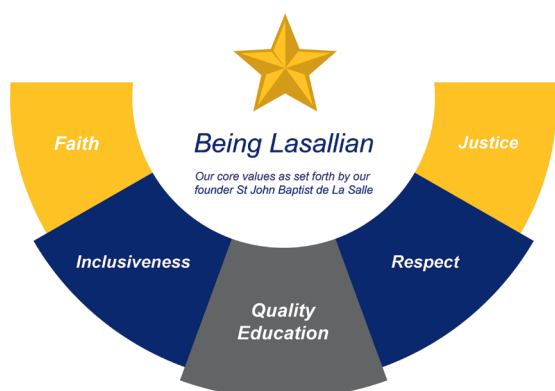 Being Lasallian
Our core values as set forth by our
founder St John Baptist de La Salle
Faith
Inclusiveness
Quality
Education
Respect
Justice